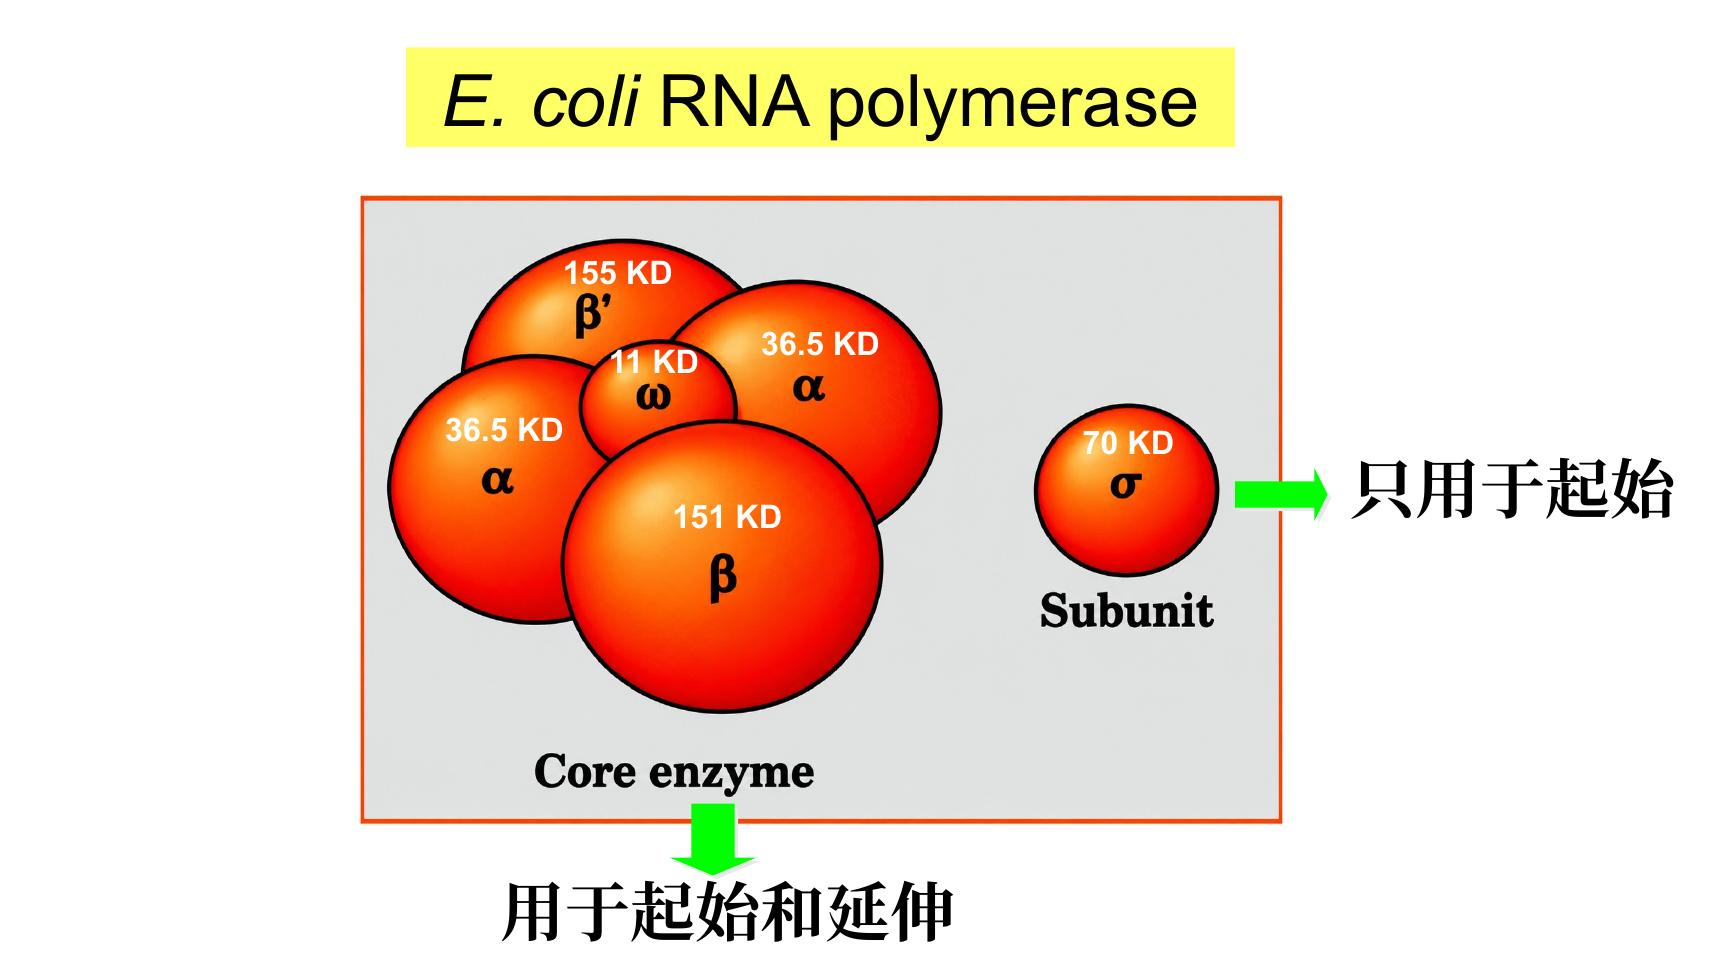 E. coli RNA polymerase
155 KD
β’
36.5 KD
α
11 KD
ω
36.5 KD
α
151 KD
β
70 KD
σ
只用于起始
Subunit
Core enzyme
用于起始和延伸